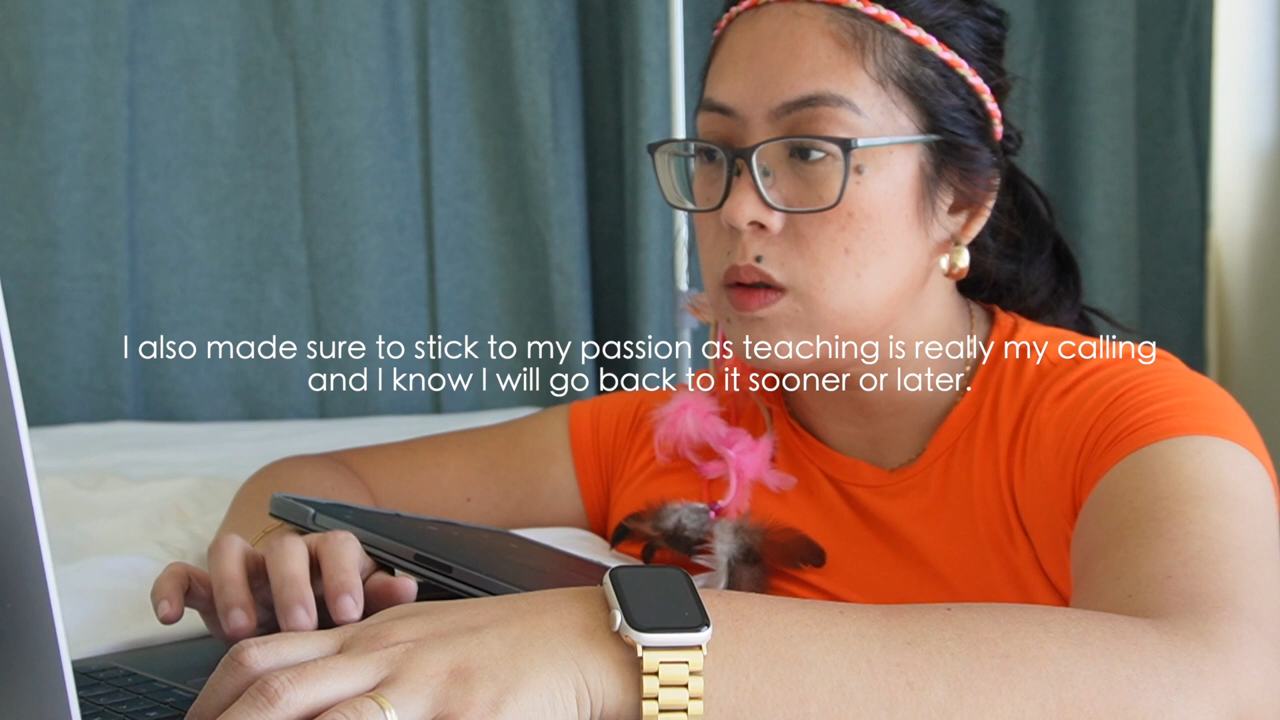 I also made sure to stick to my passion as teaching is really my calling
and I know I will go back to it sooner or later.